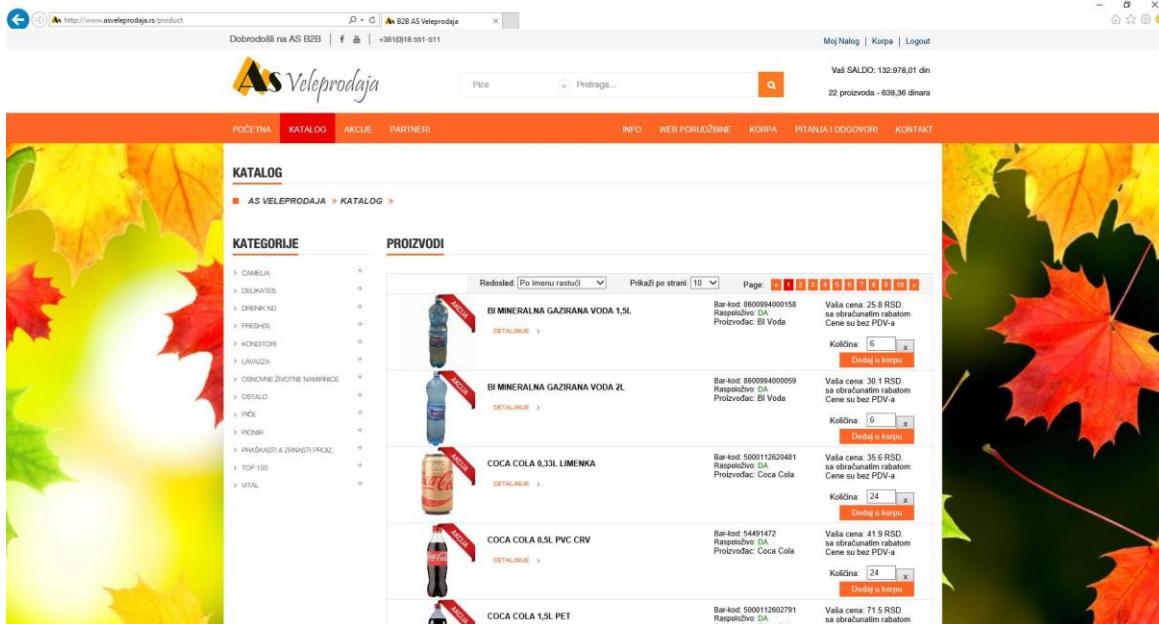 http://www.asveleprodaja.rs/product
B2B AS Veleprodaja
Dobrodošli na AS B2B | +381(0)18 551-511
Moj Nalog | Korpa | Logout
As Veleprodaja
Piće
Pretraga...
Vaš SALDO: 132.978,01 din
22 proizvoda - 639,36 dinara
POČETNA KATALOG AKCIJE PARTNERI INFO WEB PORUDŽBINE KORPA PITANJA I ODGOVORI KONTAKT
KATALOG
AS VELEPRODAJA » KATALOG »
KATEGORIJE
CAMELIA
DELIKATES
DRENIK ND
FRESH(X)
KONDITORI
LAVAZZA
OSNOVNE ŽIVOTNE NAMIRNICE
OSTALO
PIĆE
PIONIR
PRAŠKASTI & ZRNASTI PROIZ.
TOP 100
VITAL
PROIZVODI
Redosled: Po imenu rastući Prikaži po strani: 10 Page: « 1 2 3 4 5 6 7 8 9 10 »
AKCIJA
BI MINERALNA GAZIRANA VODA 1,5L
DETALJNIJE
Bar-kod: 8600994000158
Raspoloživo: DA
Proizvođac: BI Voda
Vaša cena: 25.8 RSD.
sa obračunatim rabatom
Cene su bez PDV-a
Količina: 6 x
Dodaj u korpu
AKCIJA
BI MINERALNA GAZIRANA VODA 2L
DETALJNIJE
Bar-kod: 8600994000059
Raspoloživo: DA
Proizvođac: BI Voda
Vaša cena: 30.1 RSD.
sa obračunatim rabatom
Cene su bez PDV-a
Količina: 6 x
Dodaj u korpu
AKCIJA
COCA COLA 0,33L LIMENKA
DETALJNIJE
Bar-kod: 5000112620481
Raspoloživo: DA
Proizvođac: Coca Cola
Vaša cena: 35.6 RSD.
sa obračunatim rabatom
Cene su bez PDV-a
Količina: 24 x
Dodaj u korpu
AKCIJA
COCA COLA 0,5L PVC CRV
DETALJNIJE
Bar-kod: 54491472
Raspoloživo: DA
Proizvođac: Coca Cola
Vaša cena: 41.9 RSD.
sa obračunatim rabatom
Cene su bez PDV-a
Količina: 24 x
Dodaj u korpu
AKCIJA
COCA COLA 1,5L PET
Bar-kod: 5000112602791
Raspoloživo: DA
Proizvođac: Coca Cola
Vaša cena: 71.5 RSD.
sa obračunatim rabatom